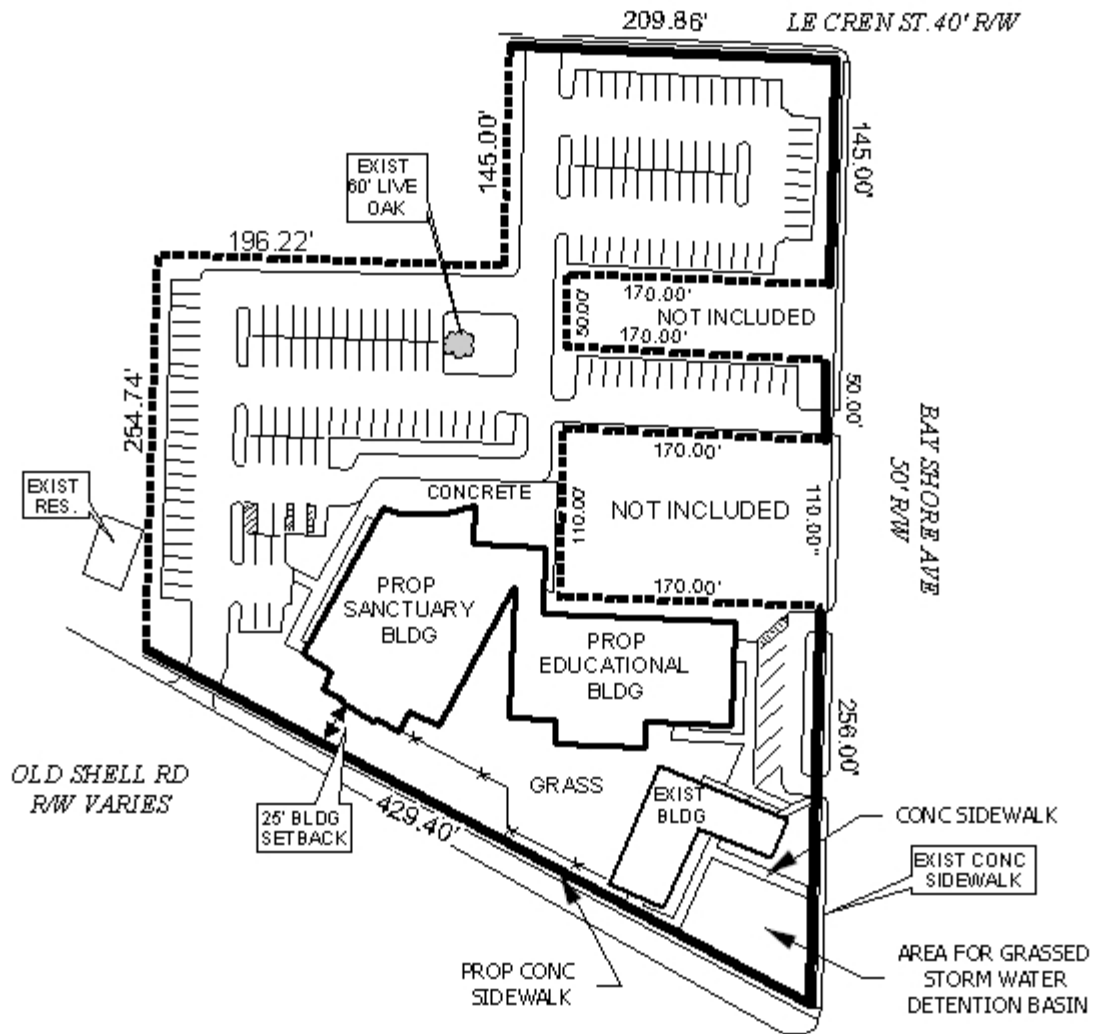 209.86'
LE CREN ST. 40' R/W
145.00'
145.00'
EXIST
60' LIVE
OAK
196.22'
170.00'
50.00'
NOT INCLUDED
170.00'
50.00'
254.74'
BAY SHORE AVE
50' R/W
170.00'
EXIST
RES.
CONCRETE
110.00'
NOT INCLUDED
110.00"
170.00'
PROP
SANCTUARY
BLDG
PROP
EDUCATIONAL
BLDG
256.00'
OLD SHELL RD
R/W VARIES
GRASS
25' BLDG
SETBACK
429.40'
EXIST
BLDG
CONC SIDEWALK
EXIST CONC
SIDEWALK
PROP CONC
SIDEWALK
AREA FOR GRASSED
STORM WATER
DETENTION BASIN